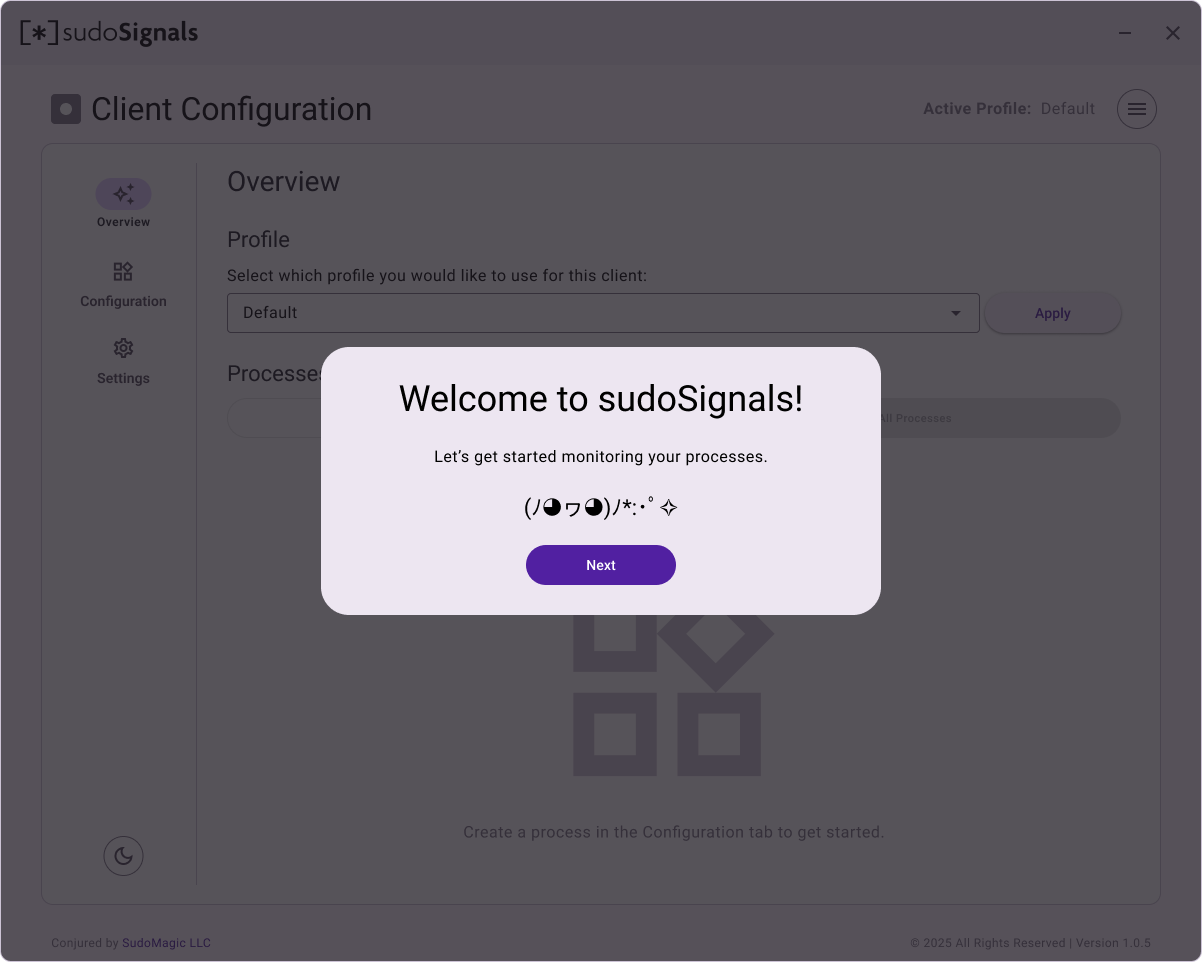 [*]sudoSignals
Client Configuration
Active Profile: Default
Overview
Configuration
Settings
Overview
Profile
Select which profile you would like to use for this client:
Default
Apply
Processes
All Processes
Welcome to sudoSignals!
Let’s get started monitoring your processes.
(ﾉ◕ヮ◕)ﾉ*:･ﾟ✧
Next
Create a process in the Configuration tab to get started.
Conjured by SudoMagic LLC
© 2025 All Rights Reserved | Version 1.0.5